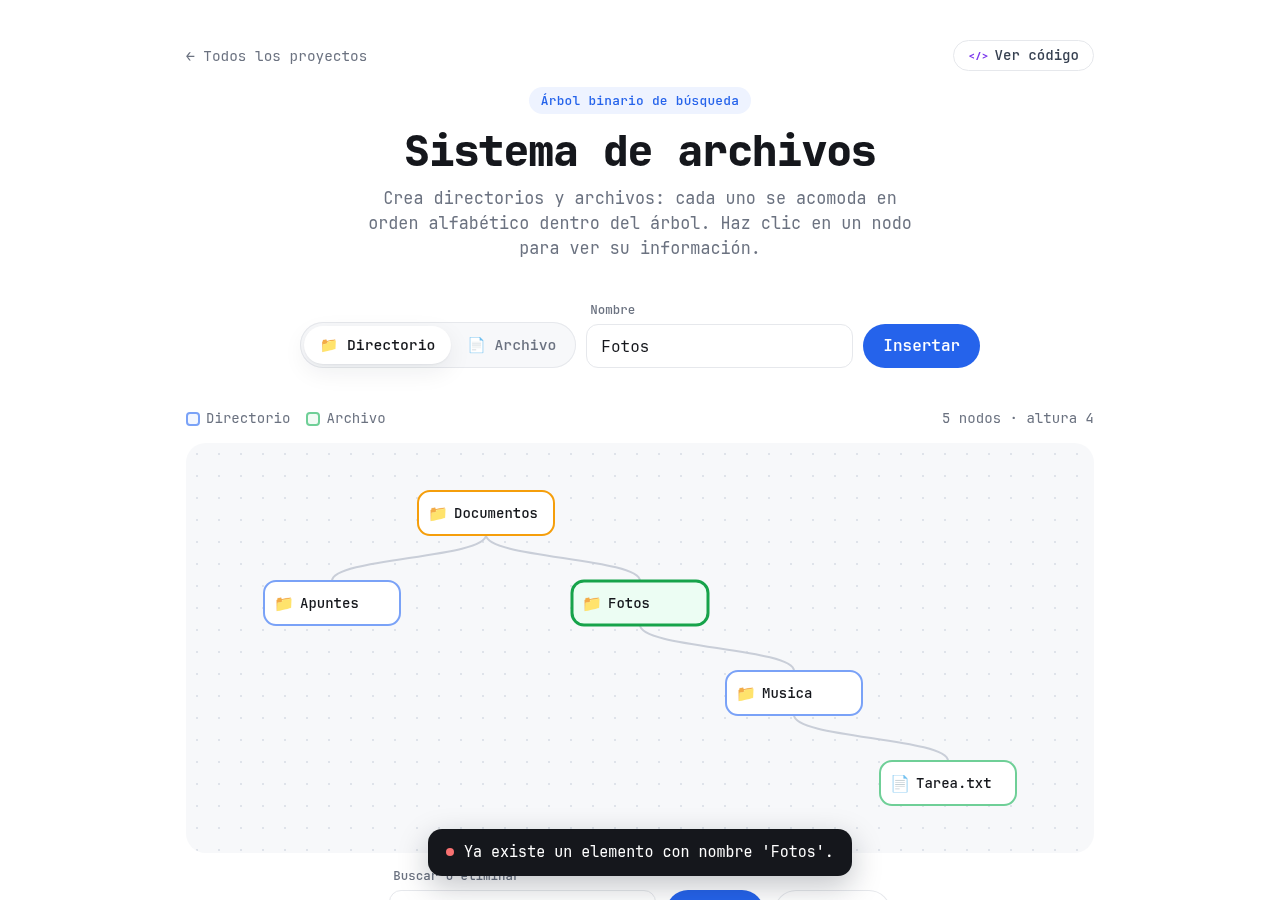 ← Todos los proyectos
</> Ver código
Árbol binario de búsqueda
Sistema de archivos
Crea directorios y archivos: cada uno se acomoda en
orden alfabético dentro del árbol. Haz clic en un nodo
para ver su información.
Nombre
Directorio
Archivo
Fotos
Insertar
Directorio
Archivo
5 nodos · altura 4
Documentos
Apuntes
Fotos
Musica
Tarea.txt
Ya existe un elemento con nombre 'Fotos'.
Buscar o eliminar